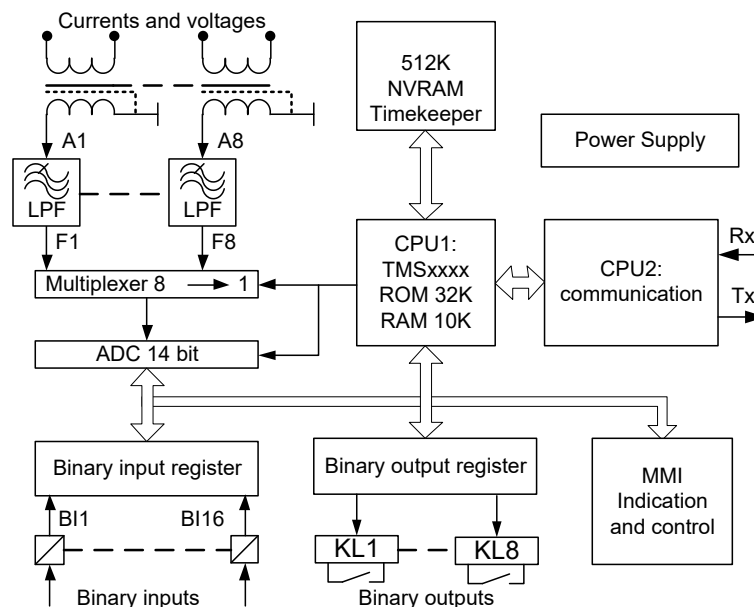 Currents and voltages
A1
A8
LPF
LPF
F1
F8
Multiplexer 8
1
ADC 14 bit
512K
NVRAM
Timekeeper
Power Supply
CPU1:
TMSxxxx
ROM 32K
RAM 10K
CPU2:
communication
Rx
Tx
Binary input register
BI1
BI16
Binary inputs
Binary output register
KL1
KL8
Binary outputs
MMI
Indication
and control